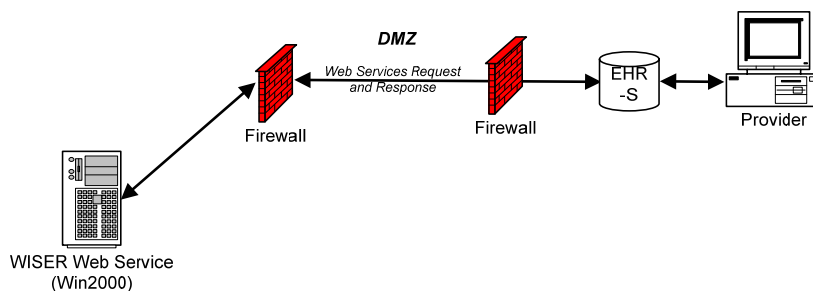 DMZ
Web Services Request
and Response
Firewall
Firewall
EHR
-S
Provider
WISER Web Service
(Win2000)